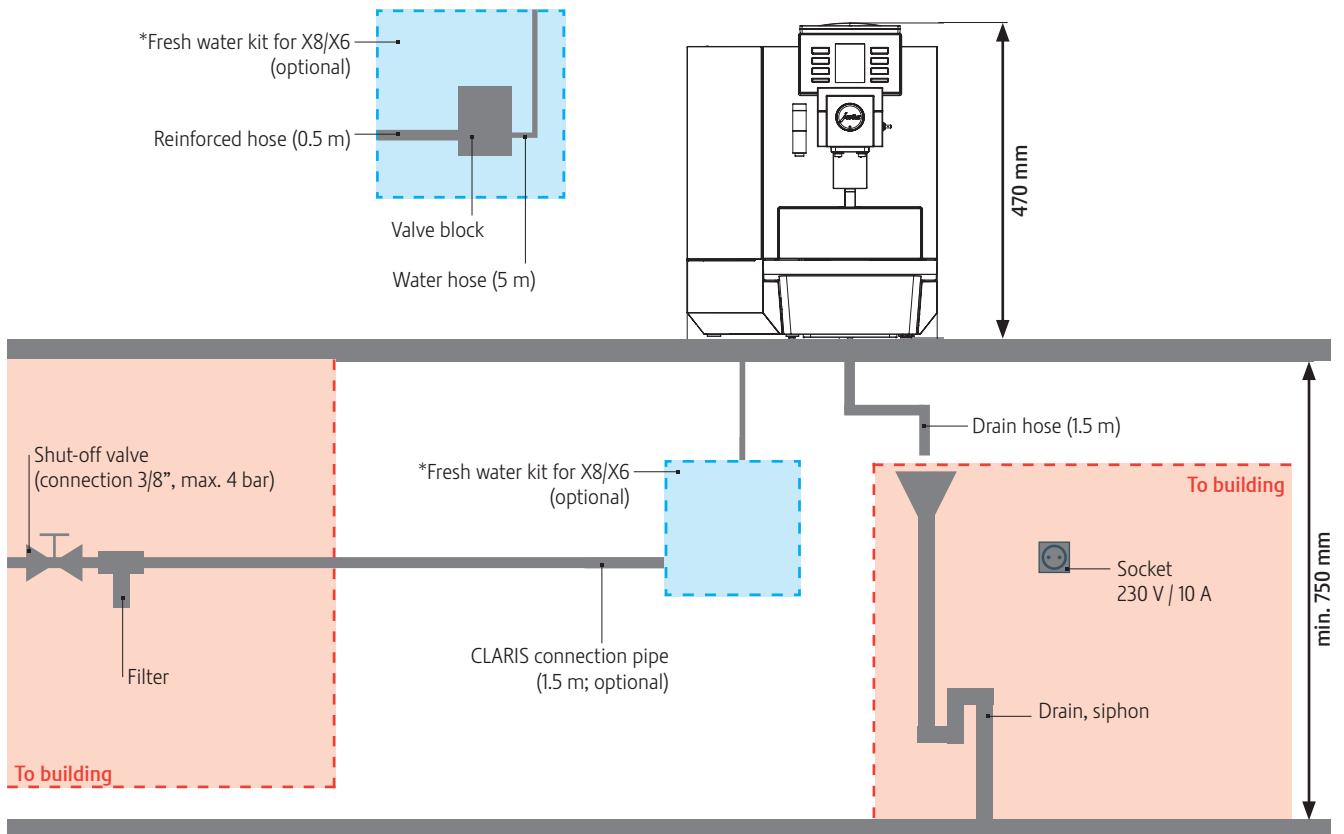 *Fresh water kit for X8/X6
(optional)
Reinforced hose (0.5 m)
Valve block
Water hose (5 m)
jura
470 mm
Shut-off valve
(connection 3/8”, max. 4 bar)
Filter
To building
*Fresh water kit for X8/X6
(optional)
CLARIS connection pipe
(1.5 m; optional)
Drain hose (1.5 m)
To building
Socket
230 V / 10 A
Drain, siphon
min. 750 mm